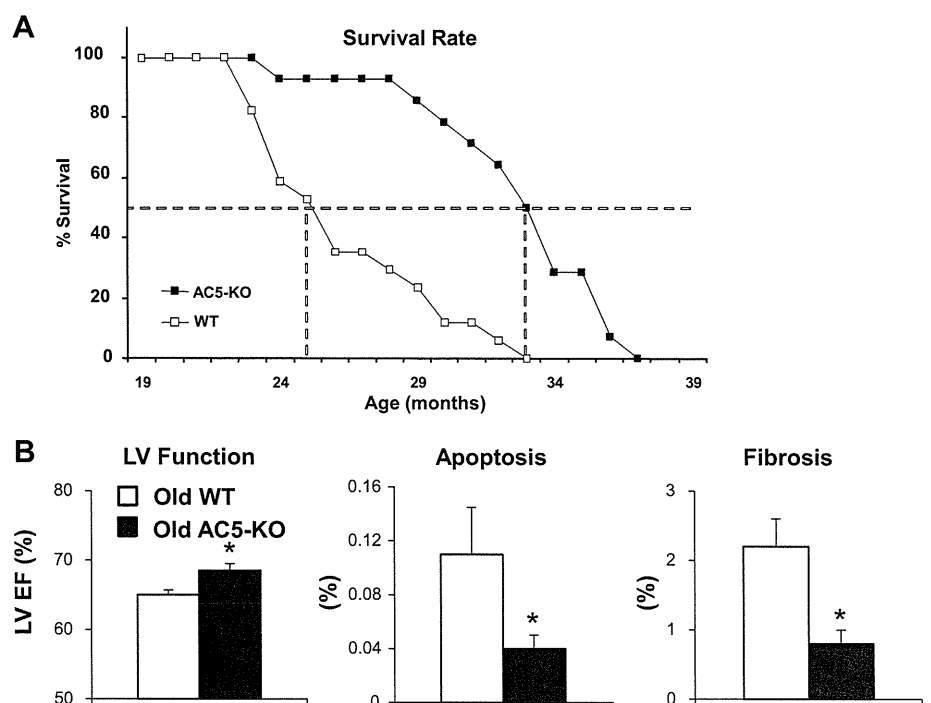 A
Survival Rate
100
80
60
40
20
0
% Survival
AC5-KO
WT
19 24 29 34 39
Age (months)
B
LV Function
80
70
60
50
LV EF (%)
Old WT
Old AC5-KO
*
Apoptosis
0.16
0.12
0.08
0.04
0
(%)
*
Fibrosis
3
2
1
0
(%)
*